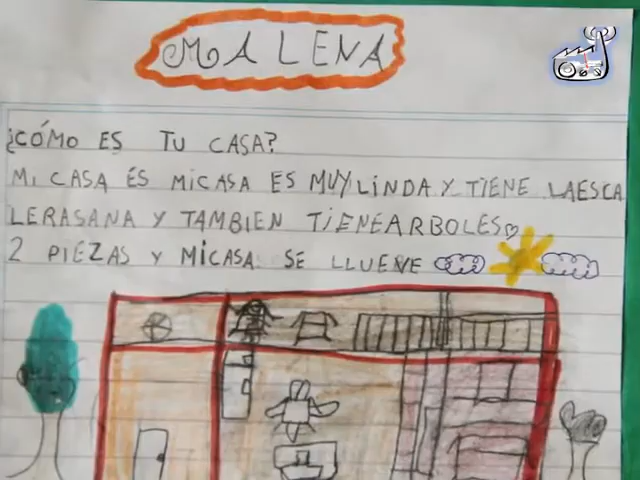 MALENA
¿CÓMO ES TU CASA?
MI CASA ÉS MICASA ES MUYLINDA Y TIENE LAESCA
LERASANA Y TAMBIEN TIENEARBOLES
2 PIEZAS Y MICASA SE LLUEVE